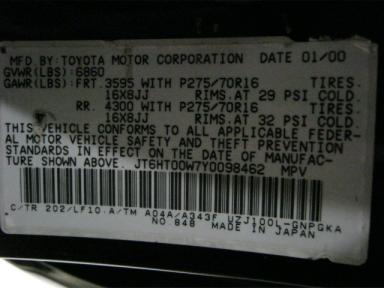 MFD.BY:TOYOTA MOTOR CORPORATION DATE 01/00
GVWR(LBS):6860
GAWR(LBS):FRT. 3595 WITH P275/70R16 TIRES.
16X8JJ RIMS.AT 29 PSI COLD.
RR. 4300 WITH P275/70R16 TIRES.
16X8JJ RIMS.AT 32 PSI COLD.
THIS VEHICLE CONFORMS TO ALL APPLICABLE FEDER-
AL MOTOR VEHICLE SAFETY AND THEFT PREVENTION
STANDARDS IN EFFECT ON THE DATE OF MANUFAC-
TURE SHOWN ABOVE. JT6HT00W7Y0098462 MPV
C/TR 202/LF10 A/TM A04A/A343F UZJ100L-GNPGKA
NO 848 MADE IN JAPAN